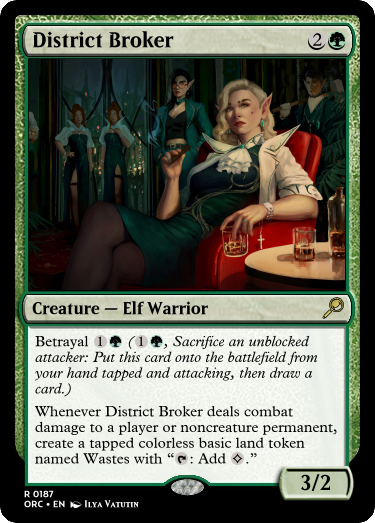 District Broker 2
Creature — Elf Warrior
Betrayal 1 (1, Sacrifice an unblocked
attacker: Put this card onto the battlefield from
your hand tapped and attacking, then draw a
card.)
Whenever District Broker deals combat
damage to a player or noncreature permanent,
create a tapped colorless basic land token
named Wastes with “: Add .”
3/2
R 0187
ORC • EN Ilya Vatutin